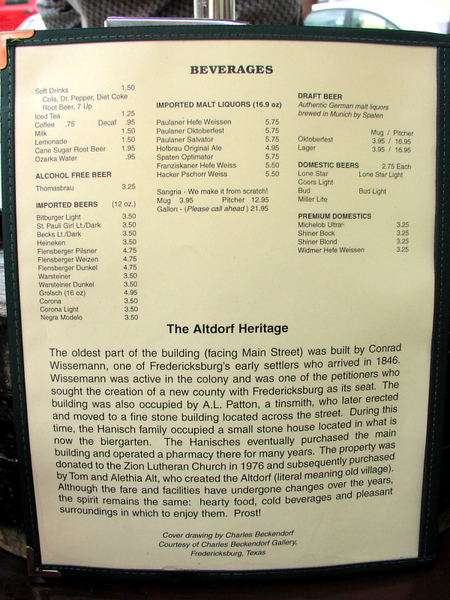 BEVERAGES
Soft Drinks 1.50
Cola, Dr. Pepper, Diet Coke
Root Beer, 7 Up
Iced Tea 1.25
Coffee .75 Decaf .95
Milk 1.50
Lemonade 1.50
Cane Sugar Root Beer 1.95
Ozarka Water .95
ALCOHOL FREE BEER
Thomasbrau 3.25
IMPORTED BEERS (12 oz.)
Bitburger Light 3.50
St. Pauli Girl Lt./Dark 3.50
Becks Lt./Dark 3.50
Heineken 3.50
Flensberger Pilsner 4.75
Flensberger Weizen 4.75
Flensberger Dunkel 4.75
Warsteiner 3.50
Warsteiner Dunkel 3.50
Grolsch (16 oz) 4.95
Corona 3.50
Corona Light 3.50
Negra Modelo 3.50
IMPORTED MALT LIQUORS (16.9 oz)
Paulaner Hefe Weissen 5.75
Paulaner Oktoberfest 5.75
Paulaner Salvator 5.75
Hofbrau Original Ale 4.95
Spaten Optimator 5.75
Franziskaner Hefe Weiss 5.50
Hacker Pschorr Weiss 5.50
Sangria - We make it from scratch!
Mug 3.95 Pitcher 12.95
Gallon - (Please call ahead) 21.95
DRAFT BEER
Authentic German malt liquors
brewed in Munich by Spaten
Mug / Pitcher
Oktoberfest 3.95 / 16.95
Lager 3.95 / 16.95
DOMESTIC BEERS 2.75 Each
Lone Star Lone Star Light
Coors Light
Bud Bud Light
Miller Lite
PREMIUM DOMESTICS
Michelob Ultra 3.25
Shiner Bock 3.25
Shiner Blond 3.25
Widmer Hefe Weissen 3.25
The Altdorf Heritage
The oldest part of the building (facing Main Street) was built by Conrad
Wissemann, one of Fredericksburg's early settlers who arrived in 1846.
Wissemann was active in the colony and was one of the petitioners who
sought the creation of a new county with Fredericksburg as its seat. The
building was also occupied by A.L. Patton, a tinsmith, who later erected
and moved to a fine stone building located across the street. During this
time, the Hanisch family occupied a small stone house located in what is
now the biergarten. The Hanisches eventually purchased the main
building and operated a pharmacy there for many years. The property was
donated to the Zion Lutheran Church in 1976 and subsequently purchased
by Tom and Alethia Alt, who created the Altdorf (literal meaning old village).
Although the fare and facilities have undergone changes over the years,
the spirit remains the same: hearty food, cold beverages and pleasant
surroundings in which to enjoy them. Prost!
Cover drawing by Charles Beckendorf
Courtesy of Charles Beckendorf Gallery,
Fredericksburg, Texas